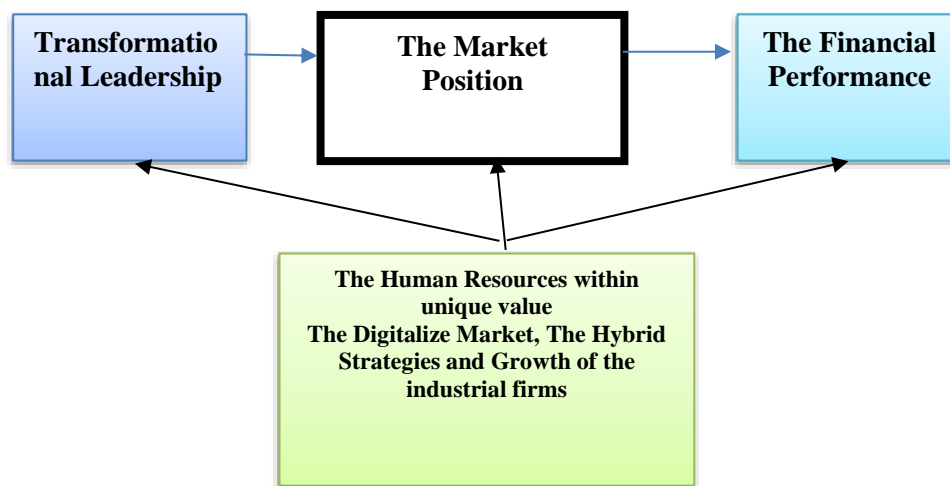 Transformatio
nal Leadership
The Market
Position
The Financial
Performance
The Human Resources within
unique value
The Digitalize Market, The Hybrid
Strategies and Growth of the
industrial firms